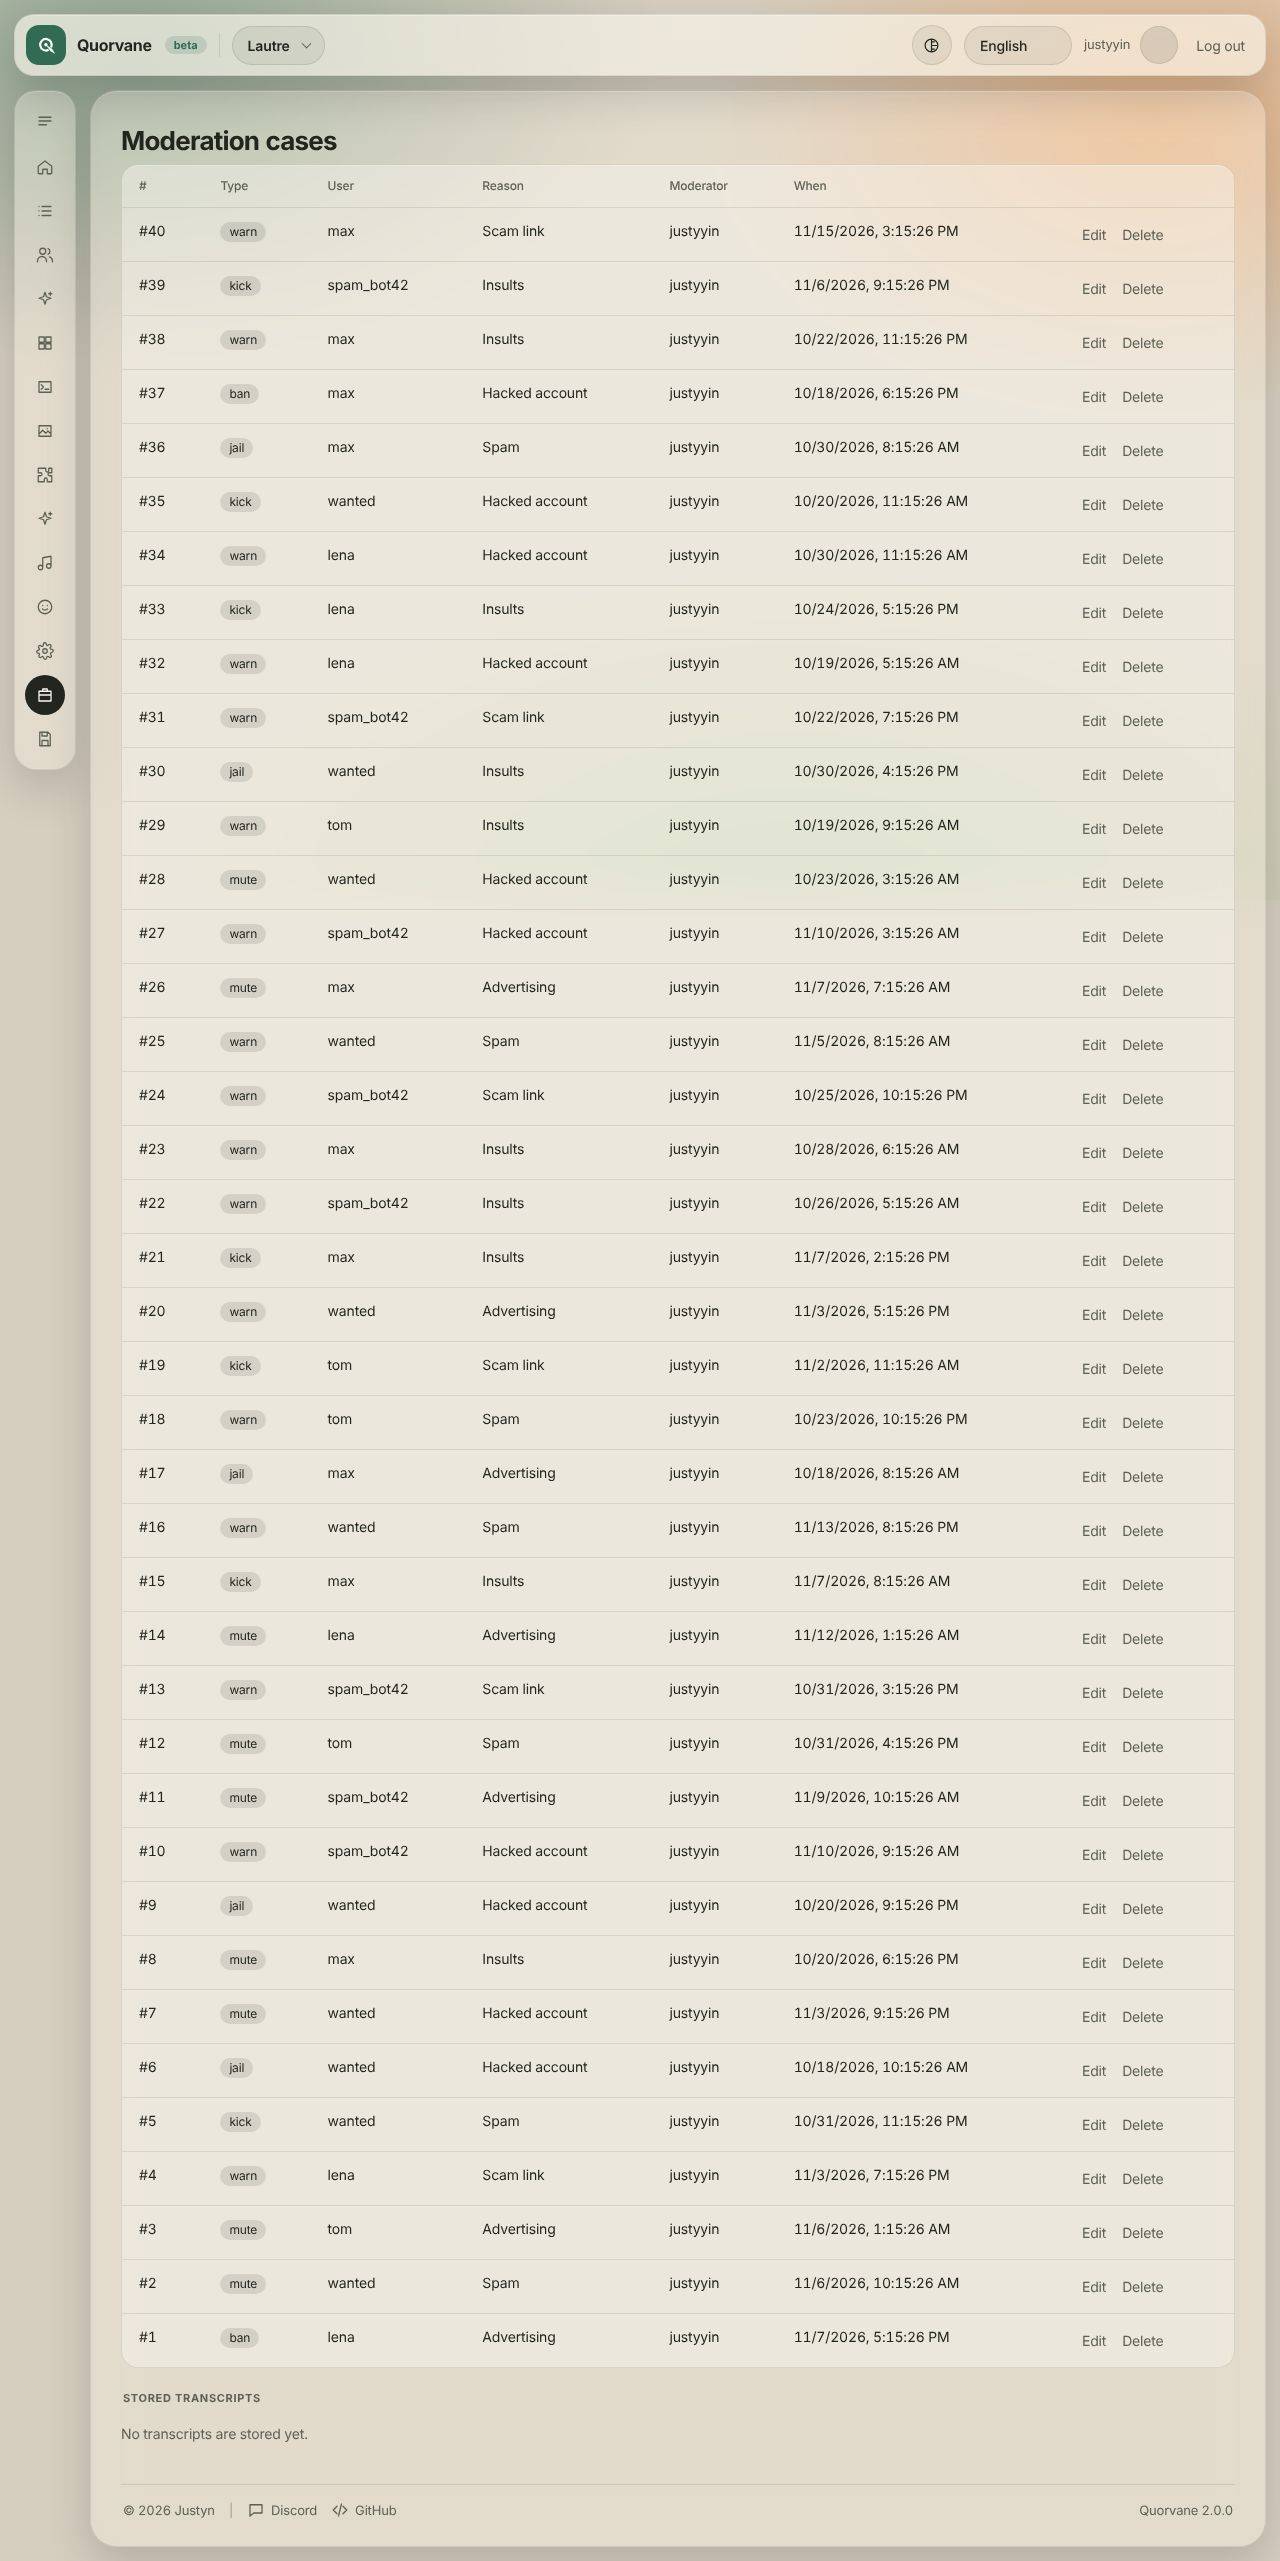 Quorvane beta Lautre English justyyin Log out
Moderation cases
# Type User Reason Moderator When
#40 warn max Scam link justyyin 11/15/2026, 3:15:26 PM Edit Delete
#39 kick spam_bot42 Insults justyyin 11/6/2026, 9:15:26 PM Edit Delete
#38 warn max Insults justyyin 10/22/2026, 11:15:26 PM Edit Delete
#37 ban max Hacked account justyyin 10/18/2026, 6:15:26 PM Edit Delete
#36 jail max Spam justyyin 10/30/2026, 8:15:26 AM Edit Delete
#35 kick wanted Hacked account justyyin 10/20/2026, 11:15:26 AM Edit Delete
#34 warn lena Hacked account justyyin 10/30/2026, 11:15:26 AM Edit Delete
#33 kick lena Insults justyyin 10/24/2026, 5:15:26 PM Edit Delete
#32 warn lena Hacked account justyyin 10/19/2026, 5:15:26 AM Edit Delete
#31 warn spam_bot42 Scam link justyyin 10/22/2026, 7:15:26 PM Edit Delete
#30 jail wanted Insults justyyin 10/30/2026, 4:15:26 PM Edit Delete
#29 warn tom Insults justyyin 10/19/2026, 9:15:26 AM Edit Delete
#28 mute wanted Hacked account justyyin 10/23/2026, 3:15:26 AM Edit Delete
#27 warn spam_bot42 Hacked account justyyin 11/10/2026, 3:15:26 AM Edit Delete
#26 mute max Advertising justyyin 11/7/2026, 7:15:26 AM Edit Delete
#25 warn wanted Spam justyyin 11/5/2026, 8:15:26 AM Edit Delete
#24 warn spam_bot42 Scam link justyyin 10/25/2026, 10:15:26 PM Edit Delete
#23 warn max Insults justyyin 10/28/2026, 6:15:26 AM Edit Delete
#22 warn spam_bot42 Insults justyyin 10/26/2026, 5:15:26 AM Edit Delete
#21 kick max Insults justyyin 11/7/2026, 2:15:26 PM Edit Delete
#20 warn wanted Advertising justyyin 11/3/2026, 5:15:26 PM Edit Delete
#19 kick tom Scam link justyyin 11/2/2026, 11:15:26 AM Edit Delete
#18 warn tom Spam justyyin 10/23/2026, 10:15:26 PM Edit Delete
#17 jail max Advertising justyyin 10/18/2026, 8:15:26 AM Edit Delete
#16 warn wanted Spam justyyin 11/13/2026, 8:15:26 PM Edit Delete
#15 kick max Insults justyyin 11/7/2026, 8:15:26 AM Edit Delete
#14 mute lena Advertising justyyin 11/12/2026, 1:15:26 AM Edit Delete
#13 warn spam_bot42 Scam link justyyin 10/31/2026, 3:15:26 PM Edit Delete
#12 mute tom Spam justyyin 10/31/2026, 4:15:26 PM Edit Delete
#11 mute spam_bot42 Advertising justyyin 11/9/2026, 10:15:26 AM Edit Delete
#10 warn spam_bot42 Hacked account justyyin 11/10/2026, 9:15:26 AM Edit Delete
#9 jail wanted Hacked account justyyin 10/20/2026, 9:15:26 PM Edit Delete
#8 mute max Insults justyyin 10/20/2026, 6:15:26 PM Edit Delete
#7 mute wanted Hacked account justyyin 11/3/2026, 9:15:26 PM Edit Delete
#6 jail wanted Hacked account justyyin 10/18/2026, 10:15:26 AM Edit Delete
#5 kick wanted Spam justyyin 10/31/2026, 11:15:26 PM Edit Delete
#4 warn lena Scam link justyyin 11/3/2026, 7:15:26 PM Edit Delete
#3 mute tom Advertising justyyin 11/6/2026, 1:15:26 AM Edit Delete
#2 mute wanted Spam justyyin 11/6/2026, 10:15:26 AM Edit Delete
#1 ban lena Advertising justyyin 11/7/2026, 5:15:26 PM Edit Delete
STORED TRANSCRIPTS
No transcripts are stored yet.
© 2026 Justyn Discord GitHub Quorvane 2.0.0